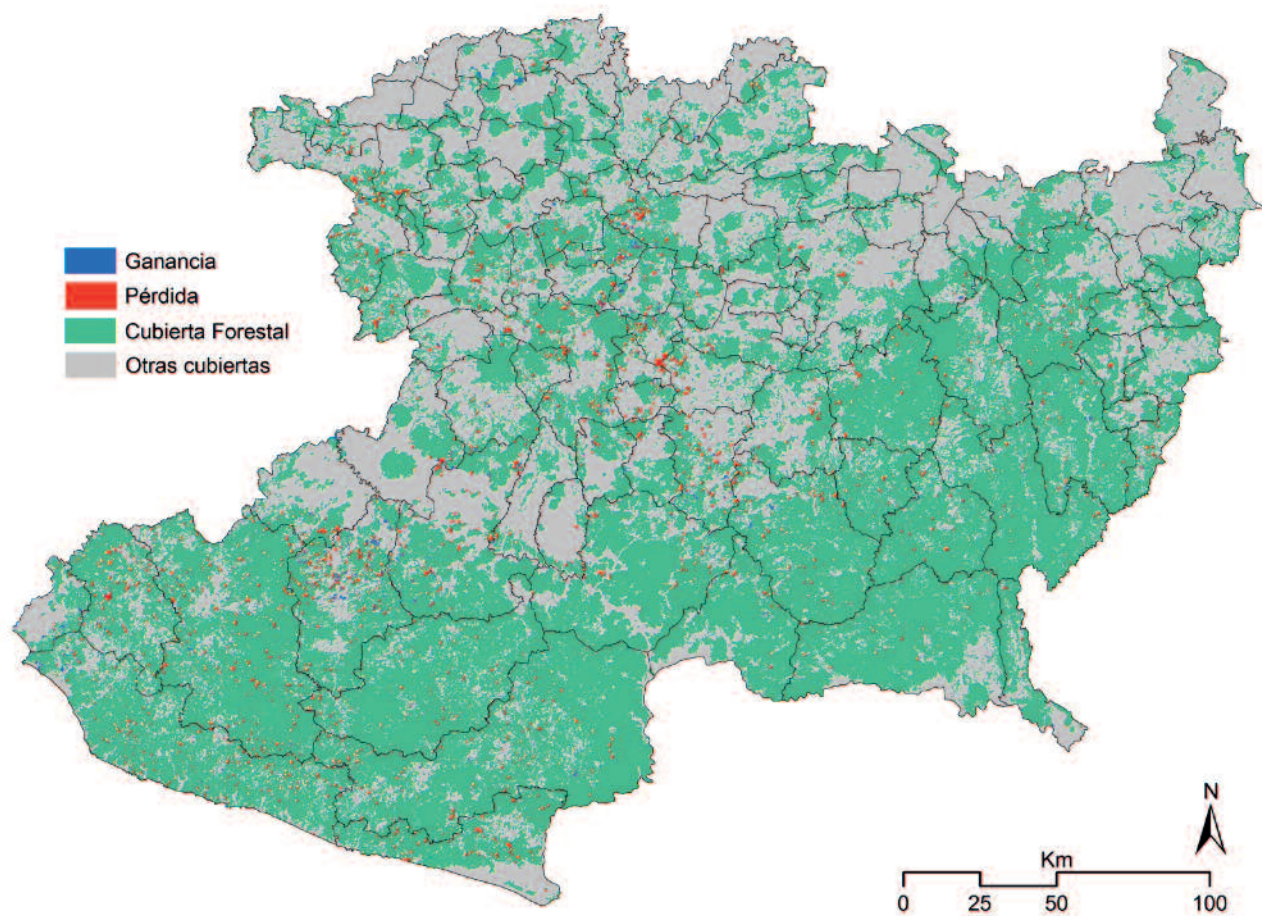 Ganancia
Pérdida
Cubierta Forestal
Otras cubiertas
N
Km
0 25 50 100